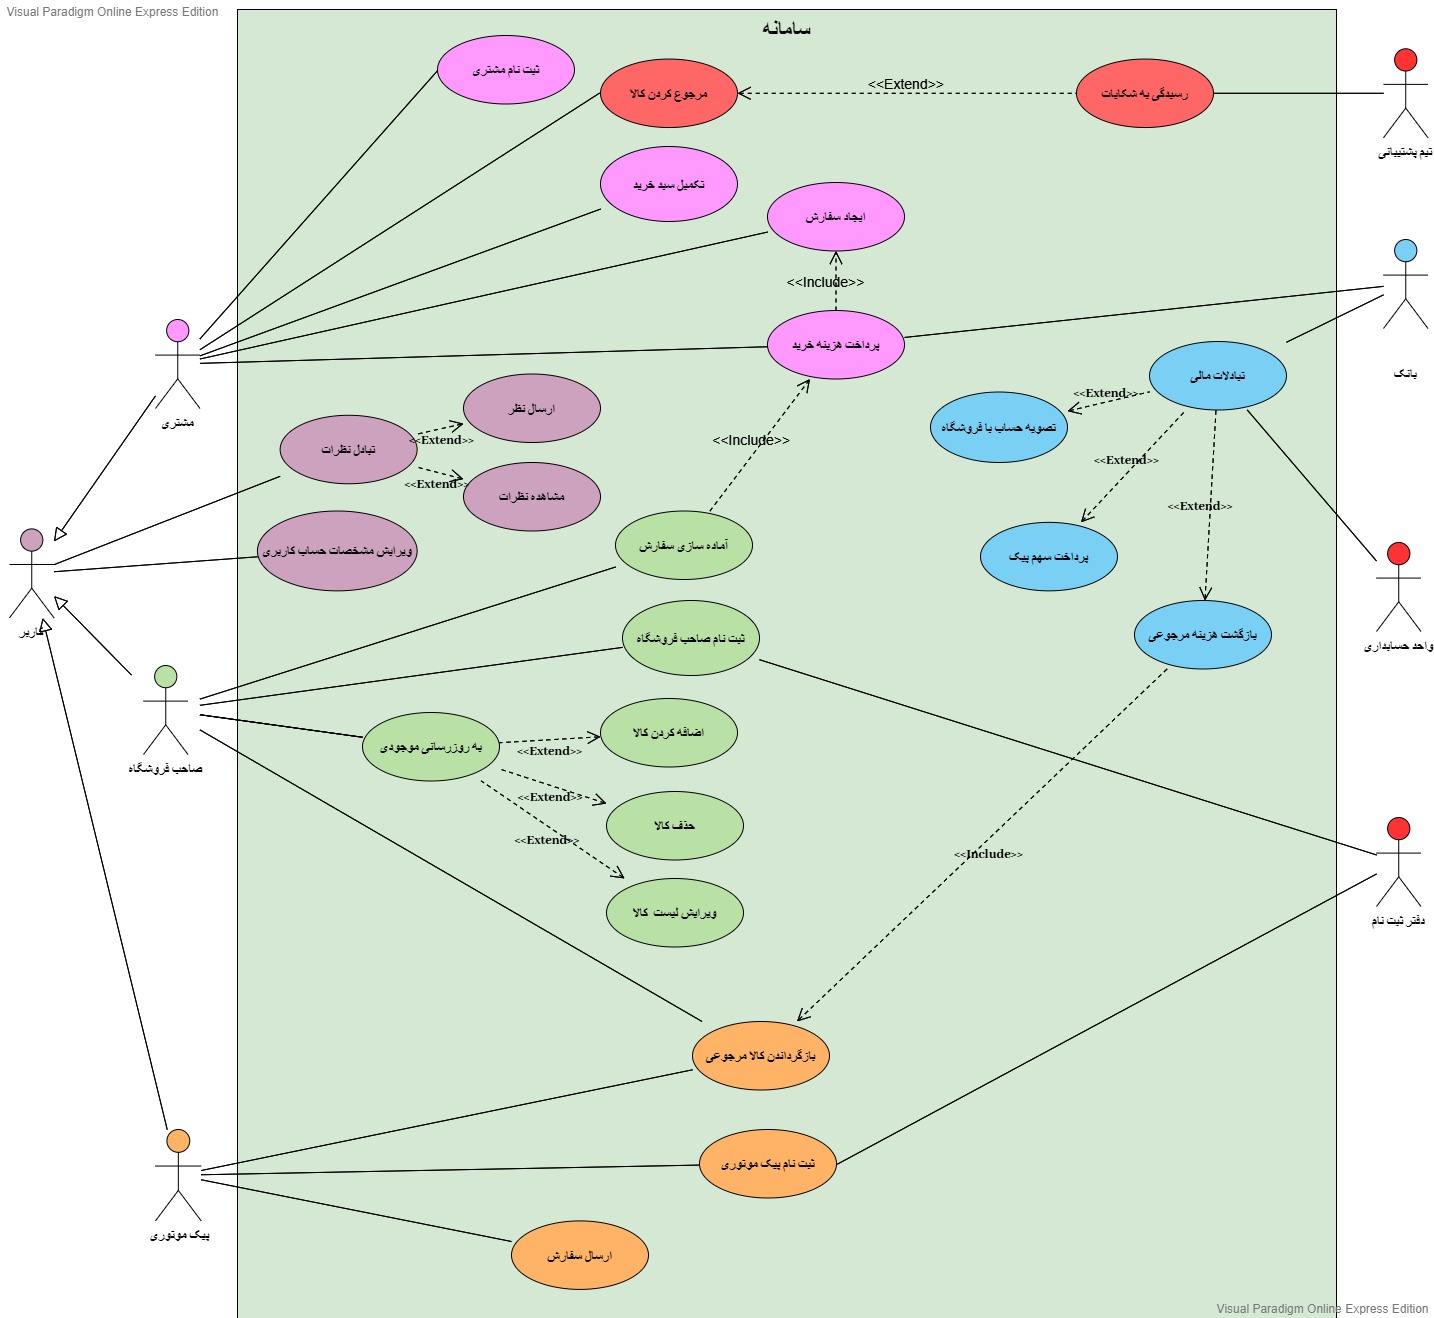 Visual Paradigm Online Express Edition
سامانه
ثبت نام مشتری
مرجوع کردن کالا
<<Extend>>
رسیدگی به شکایات
تیم پشتیبانی
تکمیل سبد خرید
ایجاد سفارش
<<Include>>
پرداخت هزینه خرید
بانک
تبادلات مالی
<<Extend>>
تصویه حساب با فروشگاه
مشتری
ارسال نظر
تبادل نظرات
<<Extend>>
<<Extend>>
مشاهده نظرات
<<Include>>
<<Extend>>
<<Extend>>
آماده سازی سفارش
ویرایش مشخصات حساب کاربری
پرداخت سهم پیک
کاربر
ثبت نام صاحب فروشگاه
بازگشت هزینه مرجوعی
واحد حسابداری
صاحب فروشگاه
به روزرسانی موجودی
<<Extend>>
اضافه کردن کالا
<<Extend>>
حذف کالا
<<Extend>>
<<Include>>
ویرایش لیست کالا
دفتر ثبت نام
بازگرداندن کالا مرجوعی
ثبت نام پیک موتوری
پیک موتوری
ارسال سفارش
Visual Paradigm Online Express Edition